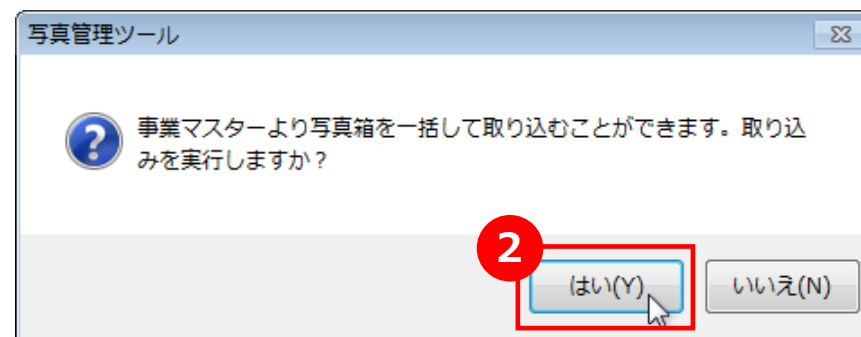 写真管理ツール
事業マスターより写真箱を一括して取り込むことができます。取り込
みを実行しますか？
2
はい(Y)
いいえ(N)